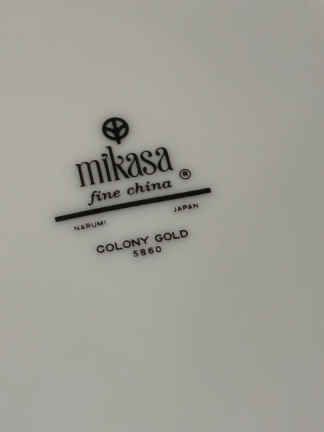 mikasa ®
fine china
NARUMI JAPAN
COLONY GOLD
5860